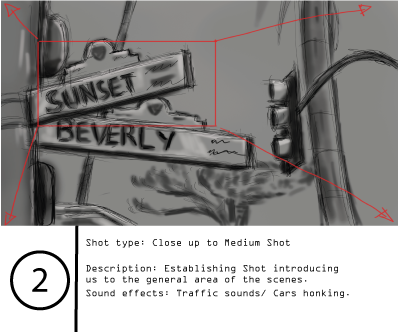 SUNSET
BEVERLY
2
Shot type: Close up to Medium Shot
Description: Establishing Shot introducing
us to the general area of the scenes.
Sound effects: Traffic sounds/ Cars honking.